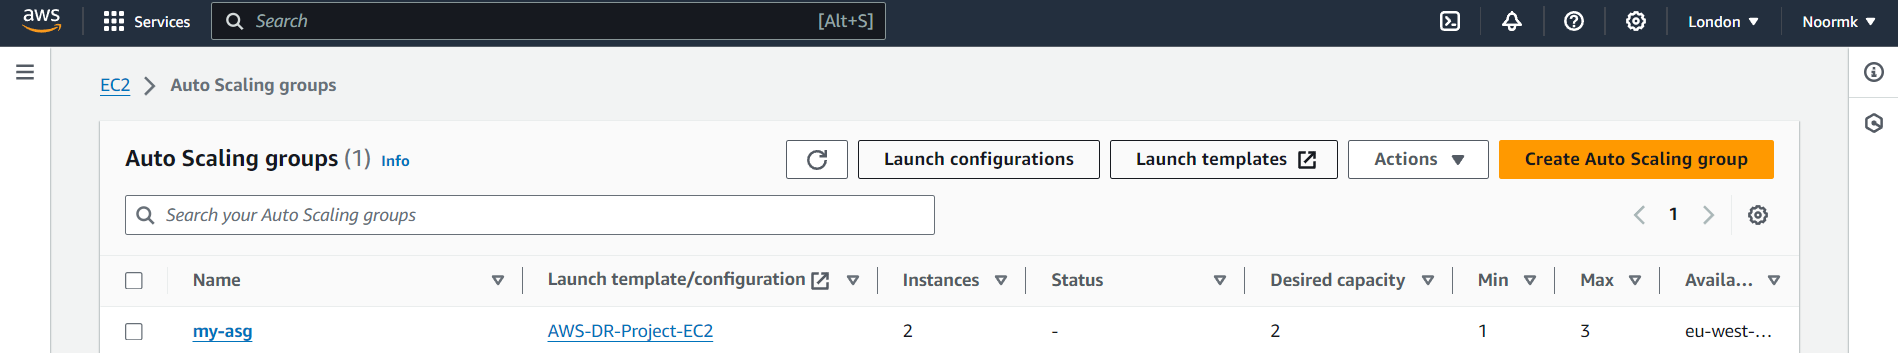 aws Services Search [Alt+S] London Noormk
EC2 Auto Scaling groups
Auto Scaling groups (1) Info Launch configurations Launch templates Actions Create Auto Scaling group
Search your Auto Scaling groups 1
Name Launch template/configuration Instances Status Desired capacity Min Max Availa...
my-asg AWS-DR-Project-EC2 2 - 2 1 3 eu-west-...